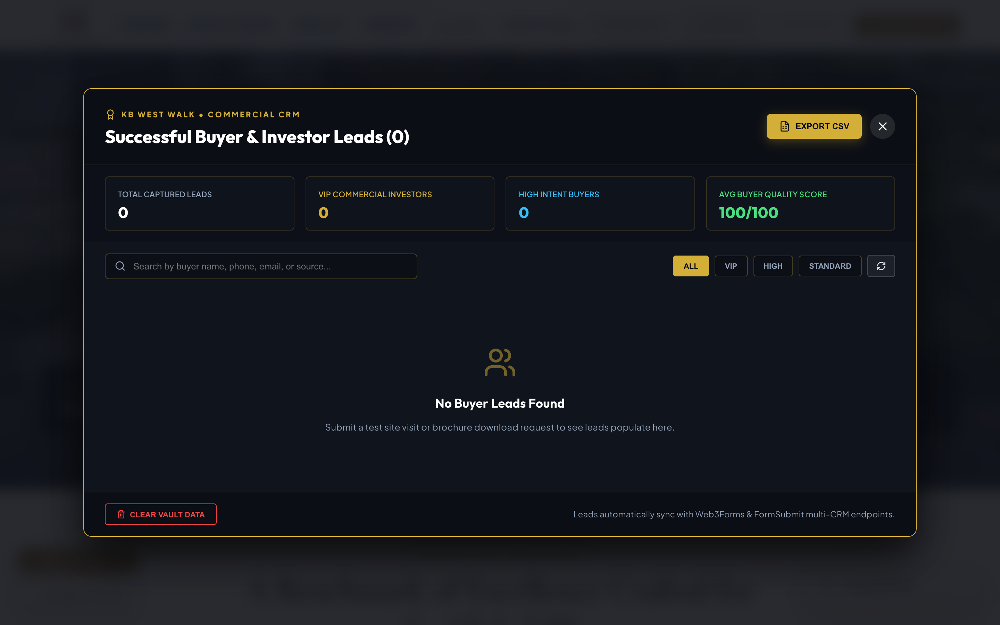 KB WEST WALK • COMMERCIAL CRM
Successful Buyer & Investor Leads (0)
EXPORT CSV
TOTAL CAPTURED LEADS
0
VIP COMMERCIAL INVESTORS
0
HIGH INTENT BUYERS
0
AVG BUYER QUALITY SCORE
100/100
Search by buyer name, phone, email, or source...
ALL
VIP
HIGH
STANDARD
No Buyer Leads Found
Submit a test site visit or brochure download request to see leads populate here.
CLEAR VAULT DATA
Leads automatically sync with Web3Forms & FormSubmit multi-CRM endpoints.